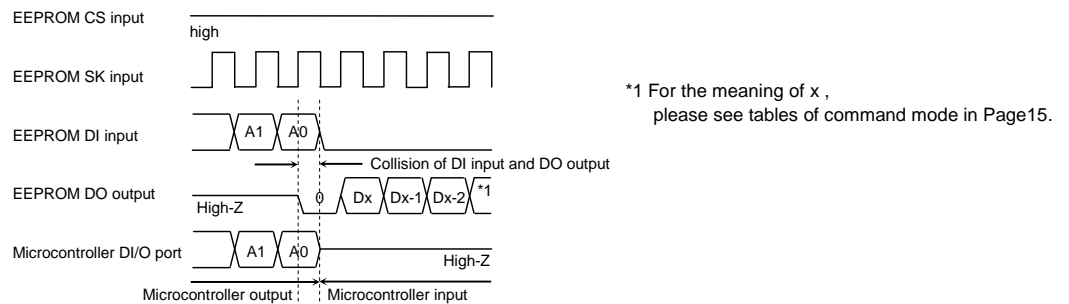 EEPROM CS input
high
EEPROM SK input
*1 For the meaning of x ,
please see tables of command mode in Page15.
EEPROM DI input
A1 A0
Collision of DI input and DO output
EEPROM DO output
High-Z
0 Dx Dx-1 Dx-2 *1
Microcontroller DI/O port
A1 A0
High-Z
Microcontroller output Microcontroller input